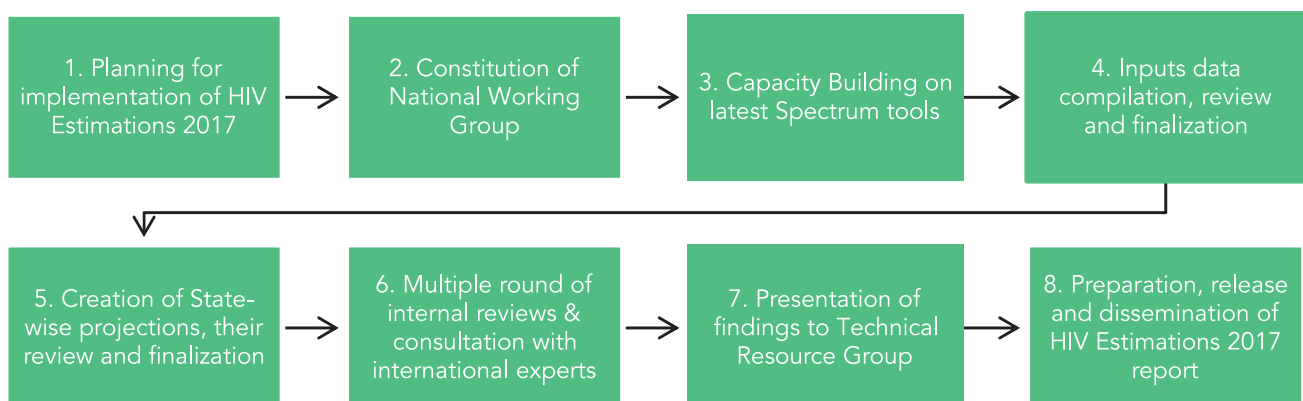 1. Planning for
implementation of HIV
Estimations 2017
2. Constitution of
National Working
Group
3. Capacity Building on
latest Spectrum tools
4. Inputs data
compilation, review
and finalization
5. Creation of State-
wise projections, their
review and finalization
6. Multiple round of
internal reviews &
consultation with
international experts
7. Presentation of
findings to Technical
Resource Group
8. Preparation, release
and dissemination of
HIV Estimations 2017
report